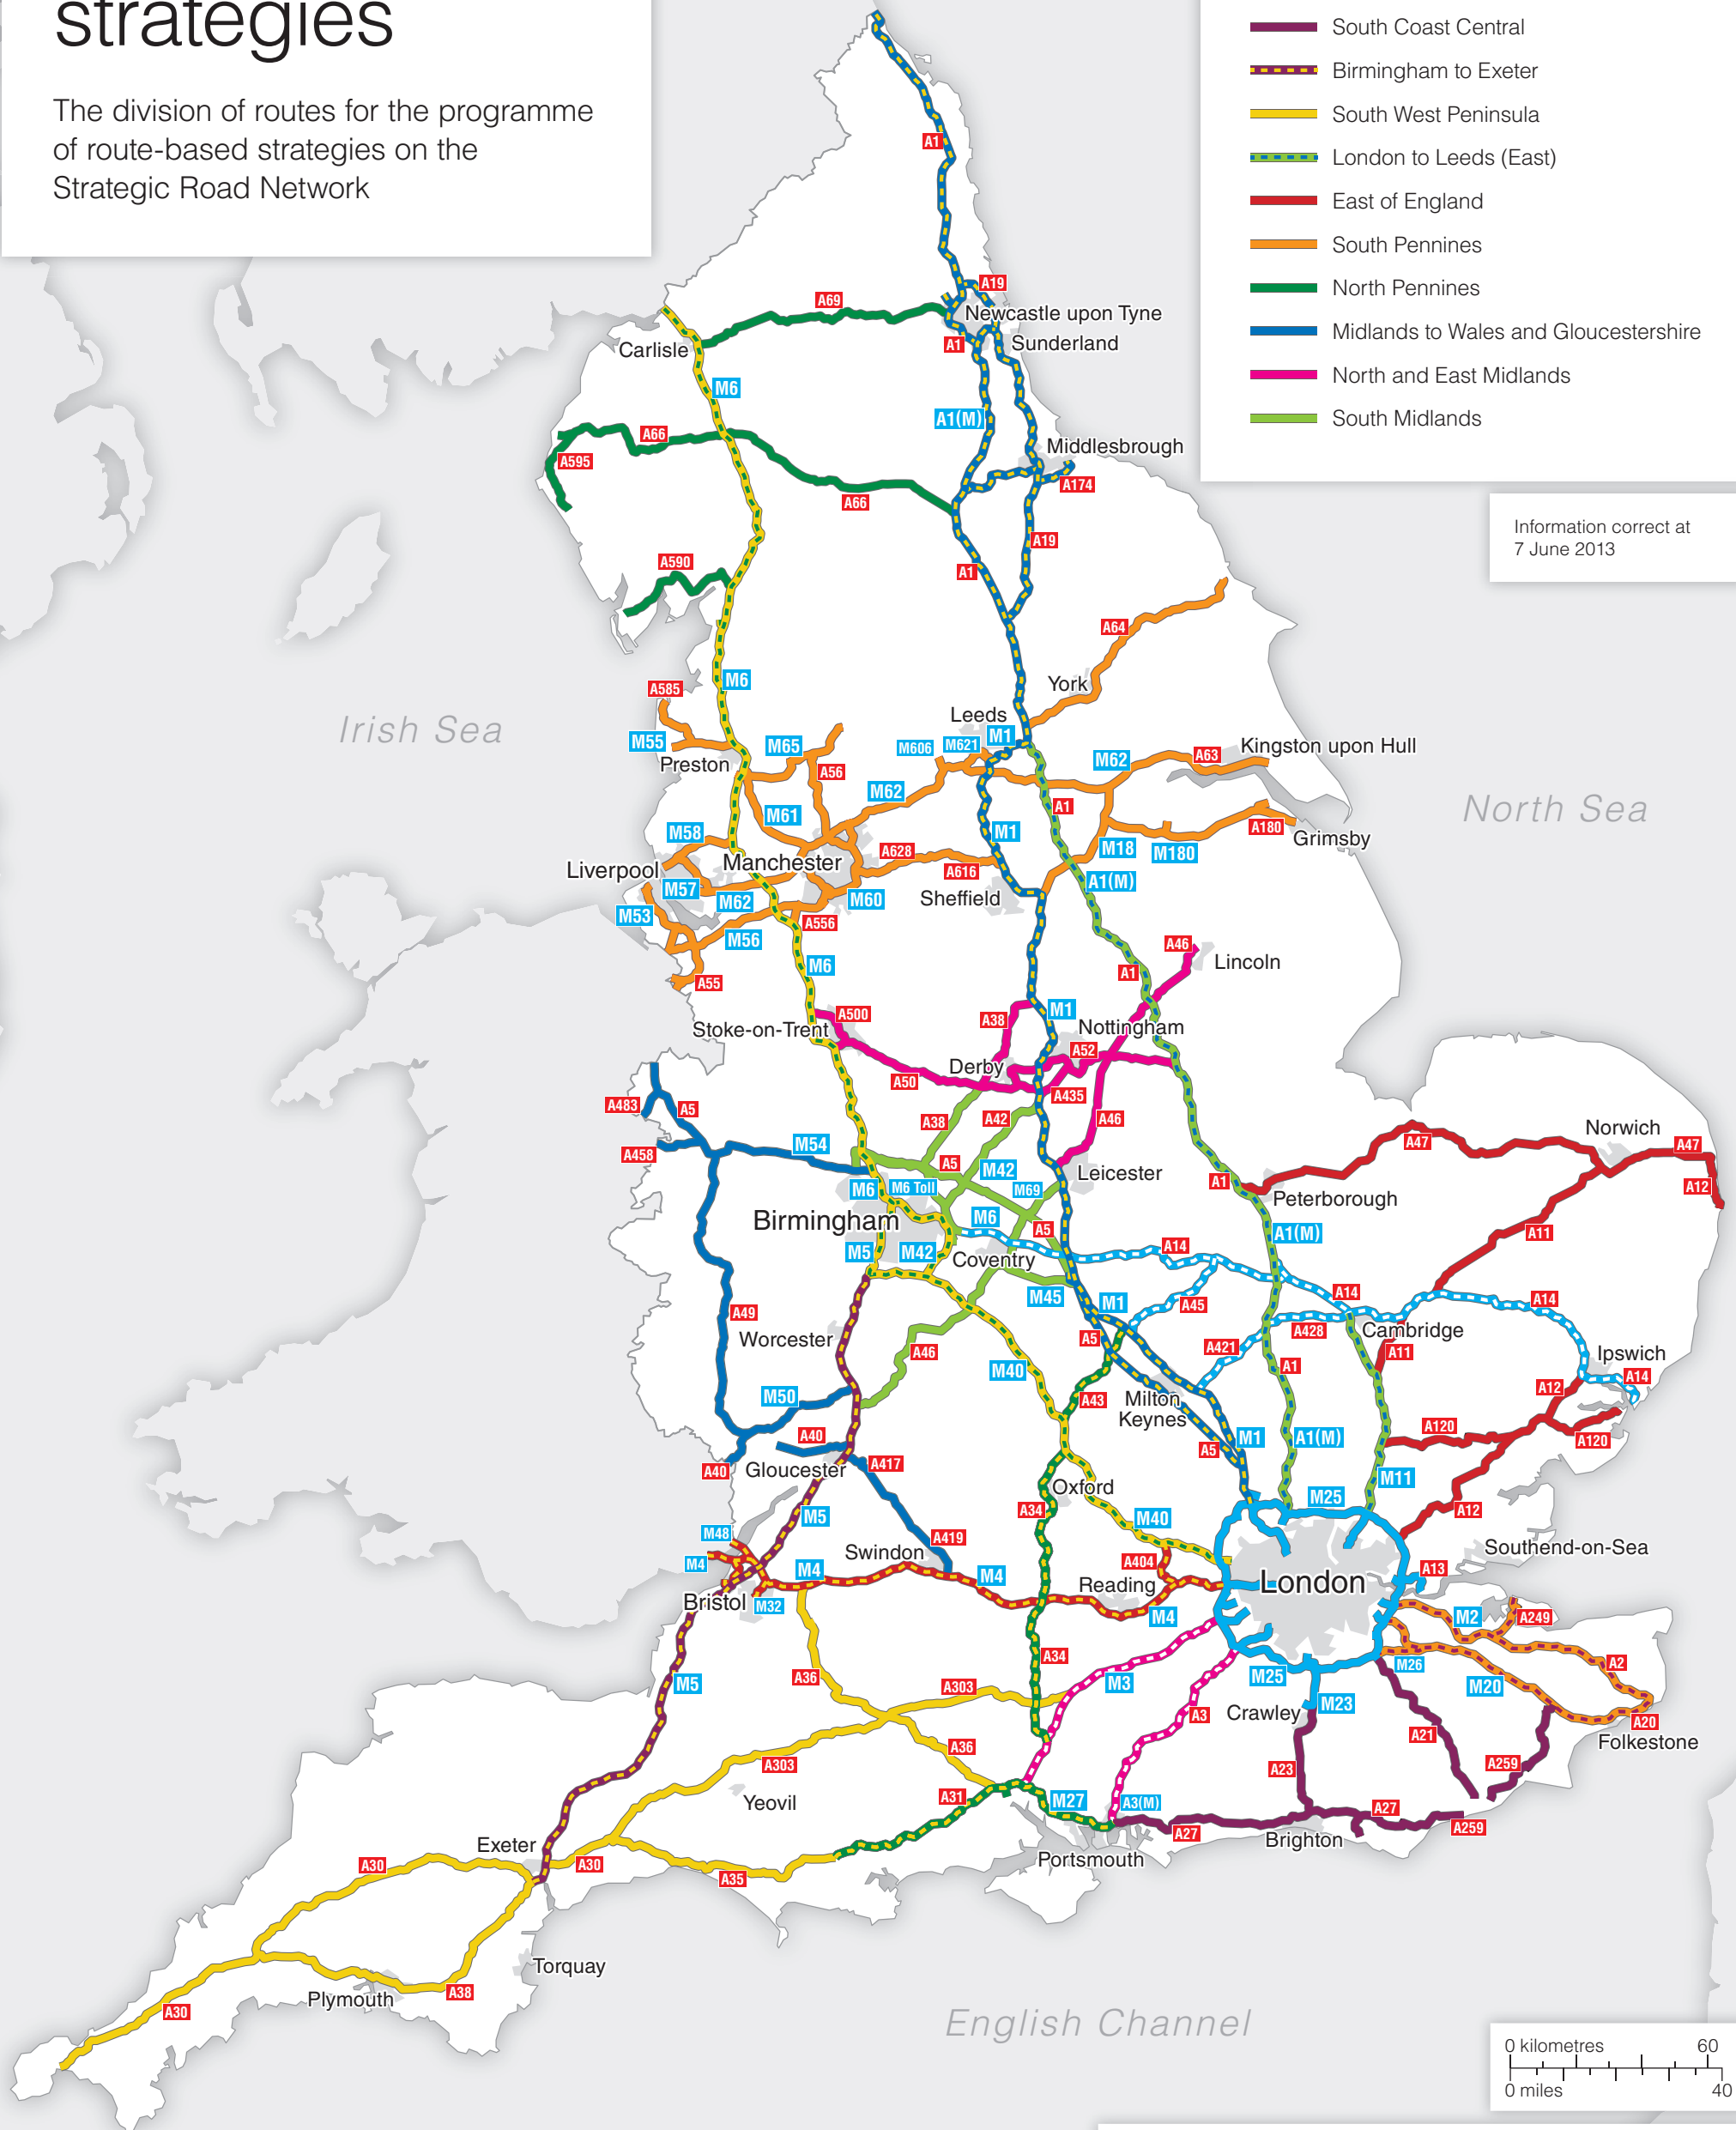 strategies
The division of routes for the programme
of route-based strategies on the
Strategic Road Network
South Coast Central
Birmingham to Exeter
South West Peninsula
London to Leeds (East)
East of England
South Pennines
North Pennines
Midlands to Wales and Gloucestershire
North and East Midlands
South Midlands
Information correct at
7 June 2013
A1
A19
A69
Newcastle upon Tyne
A1
Sunderland
Carlisle
M6
A1(M)
A66
Middlesbrough
A595
A174
A66
A19
A590
A1
A64
M6
York
A585
Leeds
Irish Sea
M55
M65
M606
M621
M1
Kingston upon Hull
Preston
A56
M62
A63
M62
A1
North Sea
M61
M58
M1
A180
Grimsby
Manchester
A628
M18
M180
Liverpool
A616
A1(M)
M57
M62
M60
Sheffield
M53
A556
M56
A46
Lincoln
M6
A1
A55
A500
M1
Stoke-on-Trent
A38
Nottingham
A52
Derby
A50
A435
A483
A5
A38
A42
A46
Norwich
M54
A47
A47
A458
A5
M42
Leicester
M6
M6 Toll
M69
A1
A12
Peterborough
Birmingham
M6
A5
A1(M)
A11
M5
M42
Coventry
A14
M45
M1
A45
A14
A14
A49
Worcester
A5
A428
Cambridge
A46
A421
A11
Ipswich
M40
A1
A14
M50
A43
Milton
Keynes
A12
A40
M1
A1(M)
A120
A120
A40
Gloucester
A417
A5
M11
Oxford
M25
M5
A34
A12
M48
M40
A419
Swindon
Southend-on-Sea
M4
M4
M4
A404
A13
Reading
London
Bristol
M32
M4
M2
A249
A34
M26
A2
M5
A36
M3
M25
M20
A303
M23
A3
Crawley
A20
A36
A21
Folkestone
A303
A23
A259
Yeovil
A31
M27
A3(M)
A27
A27
A259
Exeter
Brighton
A30
A30
Portsmouth
A35
Torquay
A38
Plymouth
A30
English Channel
0 kilometres 60
0 miles 40